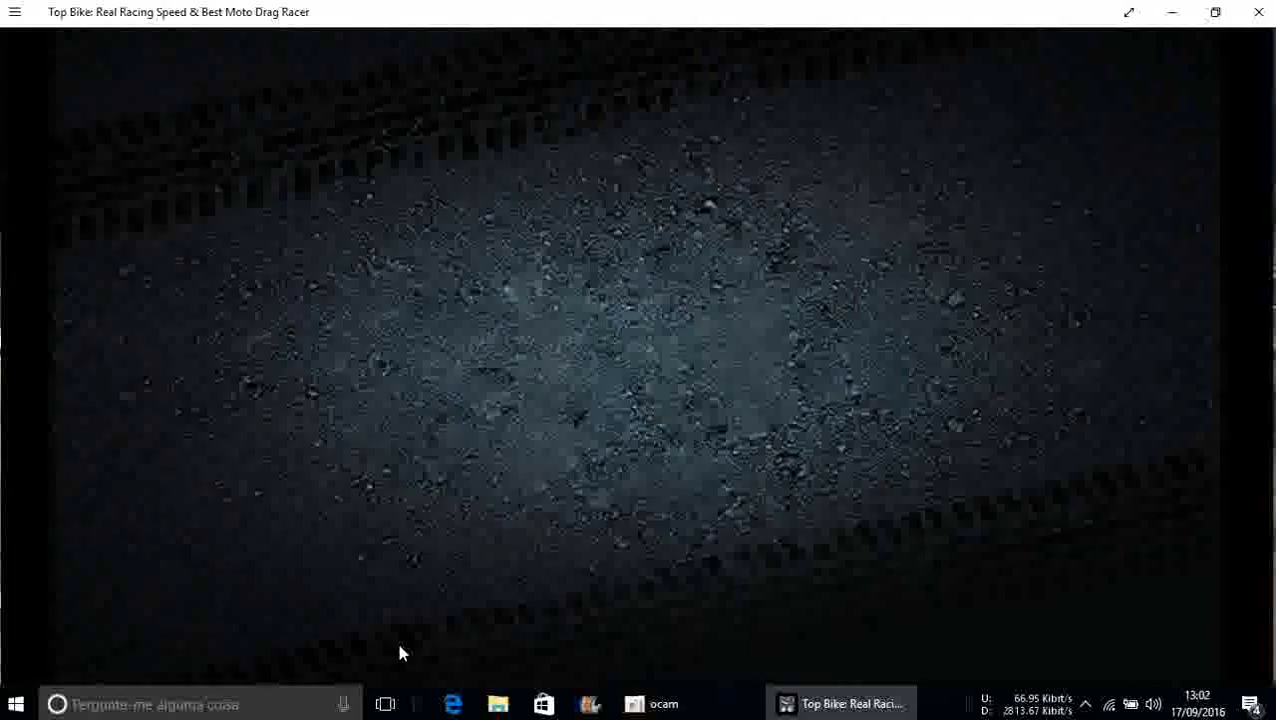 Top Bike: Real Racing Speed & Best Moto Drag Racer
Pergunte-me alguma coisa
ocam
Top Bike: Real Raci...
U: 66.95 Kibit/s
D: 2813.67 Kibit/s
13:02
17/09/2016
4